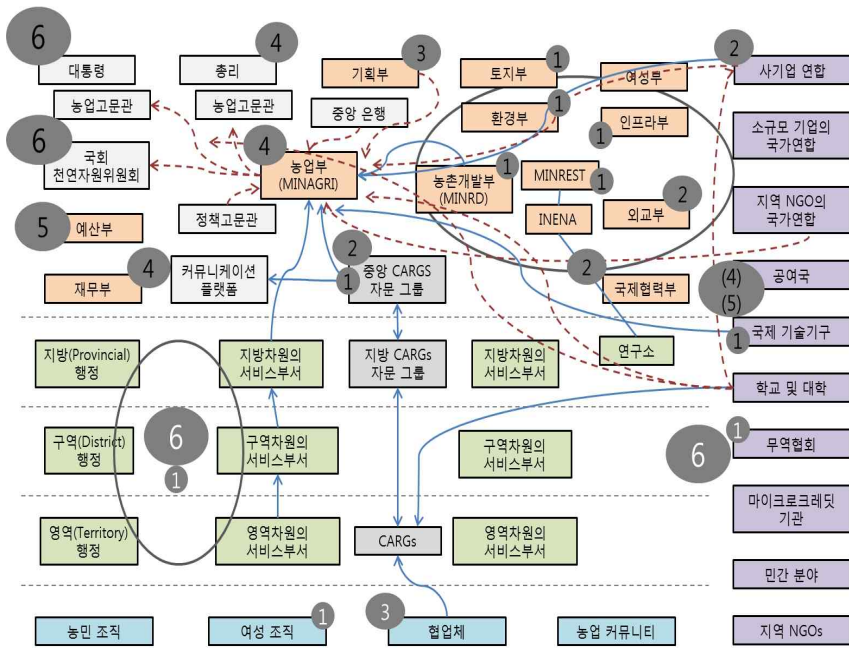 6
대통령
총리
4
기획부
3
토지부
1
여성부
2
사기업 연합
농업고문관
농업고문관
중앙 은행
환경부
1
1
인프라부
소규모 기업의
국가연합
6
국회
천연자원위원회
4
농업부
(MINAGRI)
농촌개발부
(MINRD)
1
MINREST
1
정책고문관
INENA
외교부
2
지역 NGO의
국가연합
5
예산부
재무부
4
커뮤니케이션
플랫폼
2
1
중앙 CARGS
자문 그룹
2
국제협력부
(4)
(5)
공여국
1
국제 기술기구
지방(Provincial)
행정
지방차원의
서비스부서
지방 CARGs
자문 그룹
지방차원의
서비스부서
연구소
학교 및 대학
구역(District)
행정
6
1
구역차원의
서비스부서
구역차원의
서비스부서
6
1
무역협회
영역(Territory)
행정
영역차원의
서비스부서
CARGs
영역차원의
서비스부서
마이크로크레딧
기관
민간 분야
농민 조직
여성 조직
1
3
협업체
농업 커뮤니티
지역 NGOs